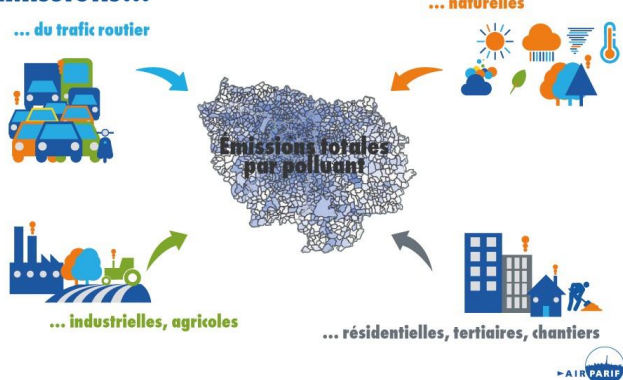 ... naturelles
... du trafic routier
Émissions totales
par polluant
... industrielles, agricoles
... résidentielles, tertiaires, chantiers
AIRPARIF